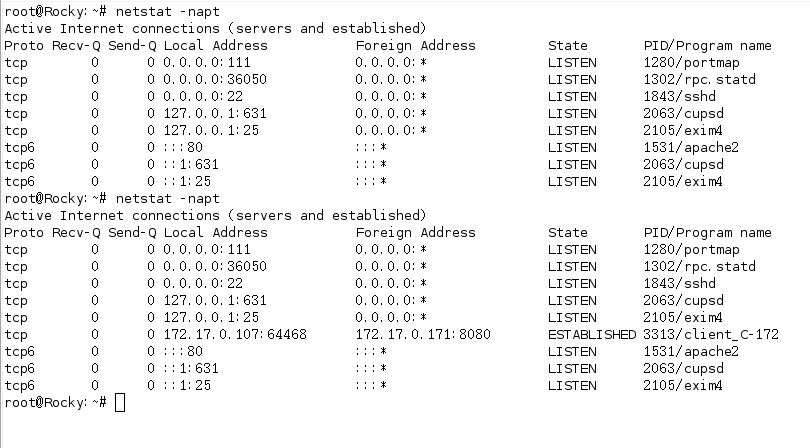 root@Rocky:~# netstat -napt
Active Internet connections (servers and established)
Proto Recv-Q Send-Q Local Address           Foreign Address         State       PID/Program name
tcp        0      0 0.0.0.0:111             0.0.0.0:*               LISTEN      1280/portmap
tcp        0      0 0.0.0.0:36050           0.0.0.0:*               LISTEN      1302/rpc.statd
tcp        0      0 0.0.0.0:22              0.0.0.0:*               LISTEN      1843/sshd
tcp        0      0 127.0.0.1:631           0.0.0.0:*               LISTEN      2063/cupsd
tcp        0      0 127.0.0.1:25            0.0.0.0:*               LISTEN      2105/exim4
tcp6       0      0 :::80                   :::*                    LISTEN      1531/apache2
tcp6       0      0 ::1:631                 :::*                    LISTEN      2063/cupsd
tcp6       0      0 ::1:25                  :::*                    LISTEN      2105/exim4
root@Rocky:~# netstat -napt
Active Internet connections (servers and established)
Proto Recv-Q Send-Q Local Address           Foreign Address         State       PID/Program name
tcp        0      0 0.0.0.0:111             0.0.0.0:*               LISTEN      1280/portmap
tcp        0      0 0.0.0.0:36050           0.0.0.0:*               LISTEN      1302/rpc.statd
tcp        0      0 0.0.0.0:22              0.0.0.0:*               LISTEN      1843/sshd
tcp        0      0 127.0.0.1:631           0.0.0.0:*               LISTEN      2063/cupsd
tcp        0      0 127.0.0.1:25            0.0.0.0:*               LISTEN      2105/exim4
tcp        0      0 172.17.0.107:64468      172.17.0.171:8080       ESTABLISHED 3313/client_C-172
tcp6       0      0 :::80                   :::*                    LISTEN      1531/apache2
tcp6       0      0 ::1:631                 :::*                    LISTEN      2063/cupsd
tcp6       0      0 ::1:25                  :::*                    LISTEN      2105/exim4
root@Rocky:~#